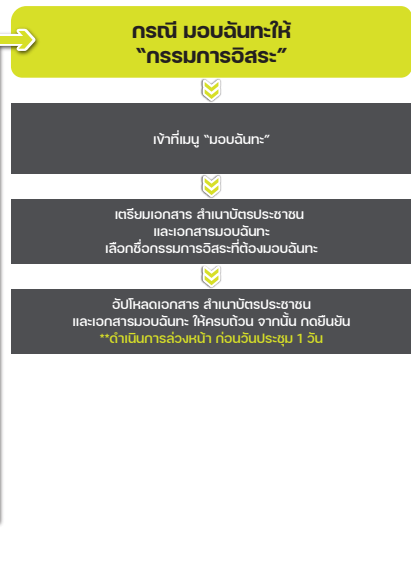 กรณี มอบฉันทะให้
“กรรมการอิสระ”
เข้าที่เมนู “มอบฉันทะ”
เตรียมเอกสาร สำเนาบัตรประชาชน
และเอกสารมอบฉันทะ
เลือกชื่อกรรมการอิสระที่ต้องมอบฉันทะ
อัปโหลดเอกสาร สำเนาบัตรประชาชน
และเอกสารมอบฉันทะ ให้ครบถ้วน จากนั้น กดยืนยัน
**ดำเนินการล่วงหน้า ก่อนวันประชุม 1 วัน